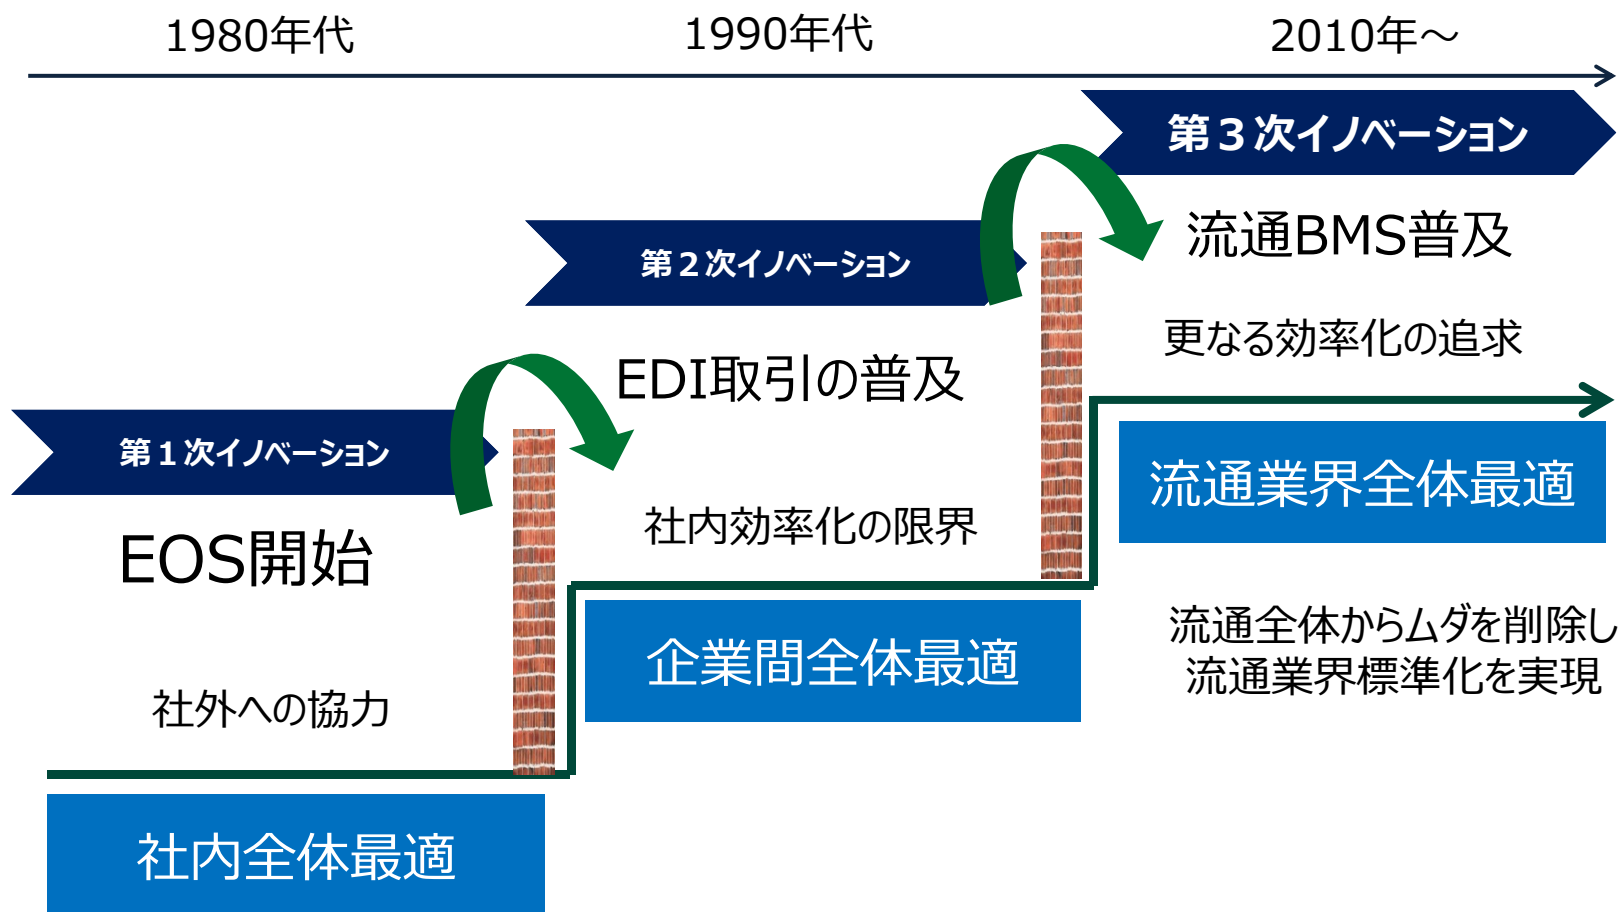 1980年代
1990年代
2010年～
第３次イノベーション
流通BMS普及
更なる効率化の追求
流通業界全体最適
流通全体からムダを削除し
流通業界標準化を実現
第２次イノベーション
EDI取引の普及
社内効率化の限界
企業間全体最適
第１次イノベーション
EOS開始
社外への協力
社内全体最適